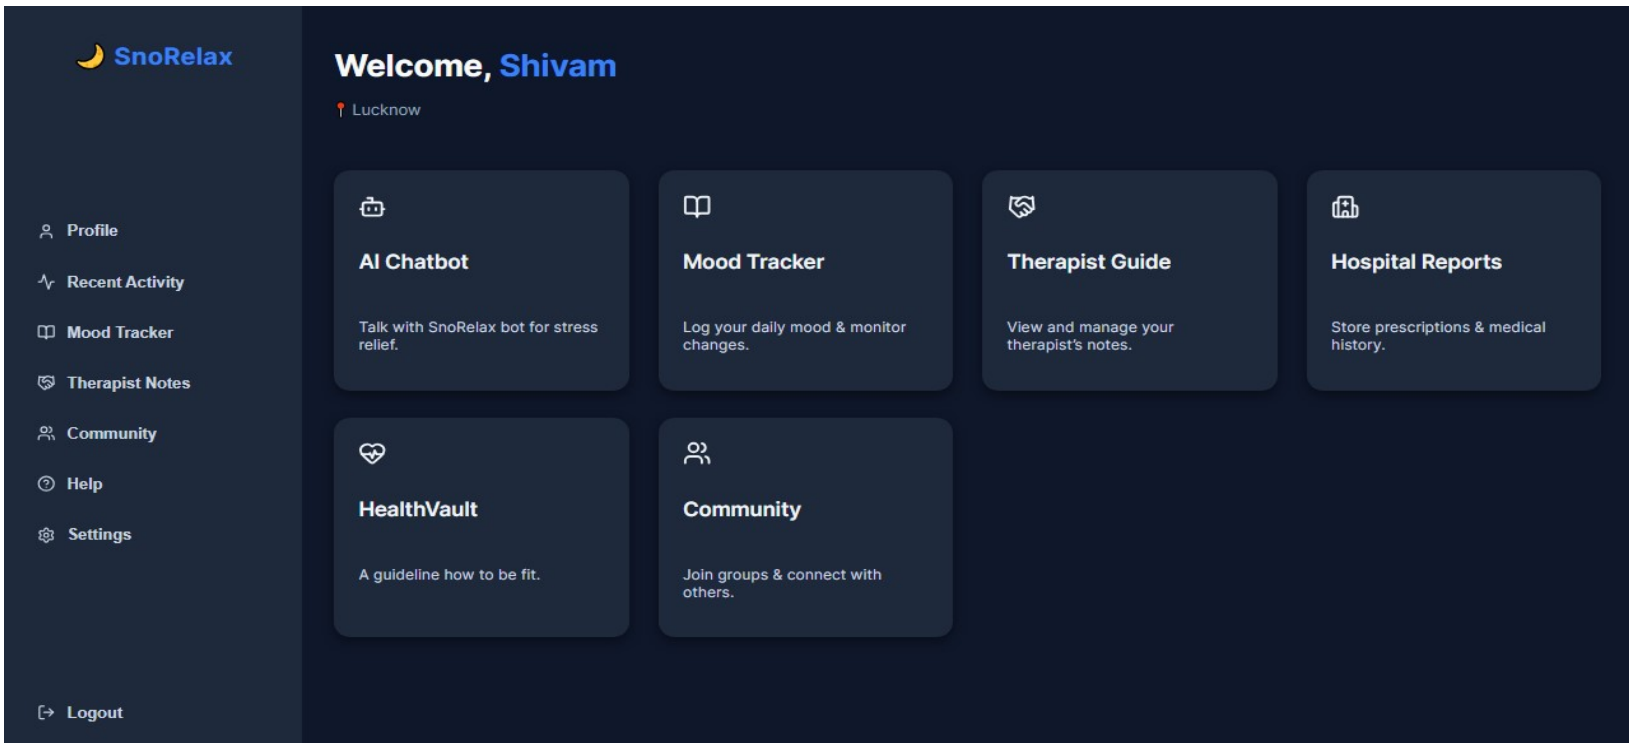 SnoRelax
Profile
Recent Activity
Mood Tracker
Therapist Notes
Community
Help
Settings
Logout
Welcome, Shivam
Lucknow
AI Chatbot
Talk with SnoRelax bot for stress
relief.
Mood Tracker
Log your daily mood & monitor
changes.
Therapist Guide
View and manage your
therapist's notes.
Hospital Reports
Store prescriptions & medical
history.
HealthVault
A guideline how to be fit.
Community
Join groups & connect with
others.